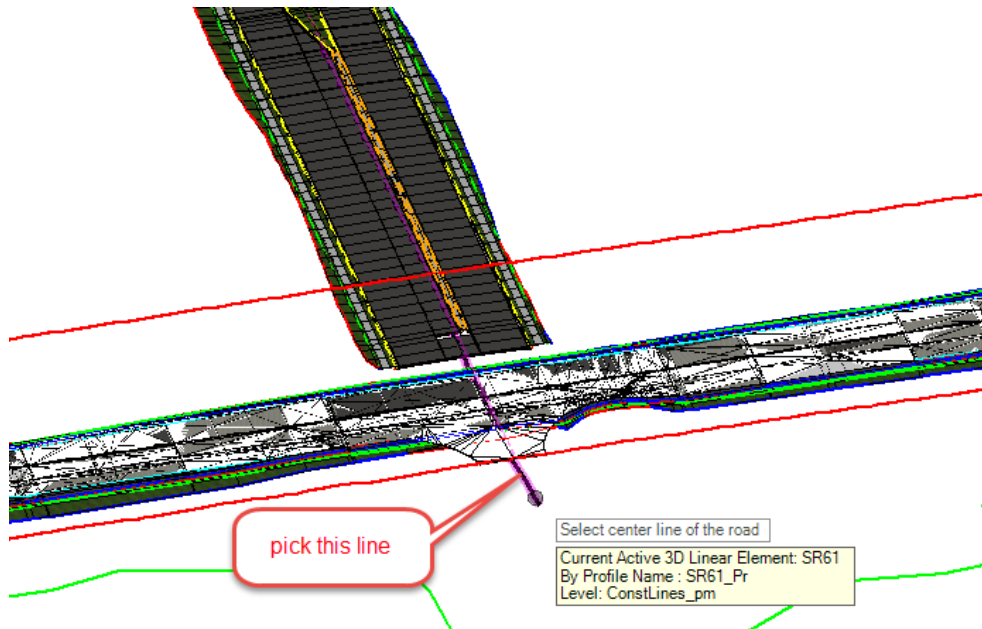 pick this line
Select center line of the road
Current Active 3D Linear Element: SR61
By Profile Name : SR61_Pr
Level: ConstLines_pm